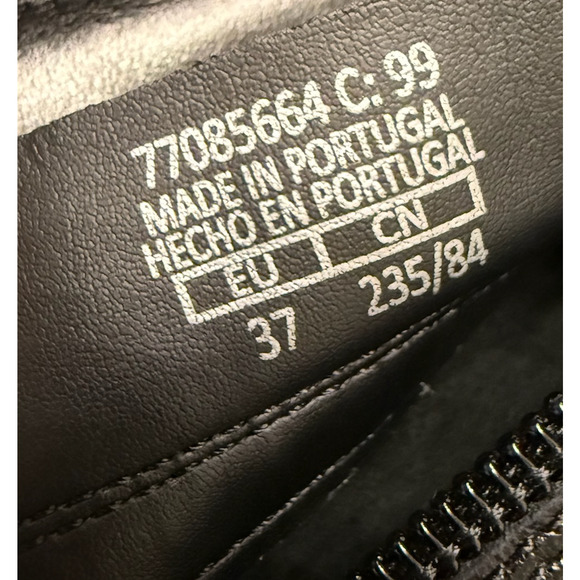 77085664 C: 99
MADE IN PORTUGAL
HECHO EN PORTUGAL
EU CN
37 235/84